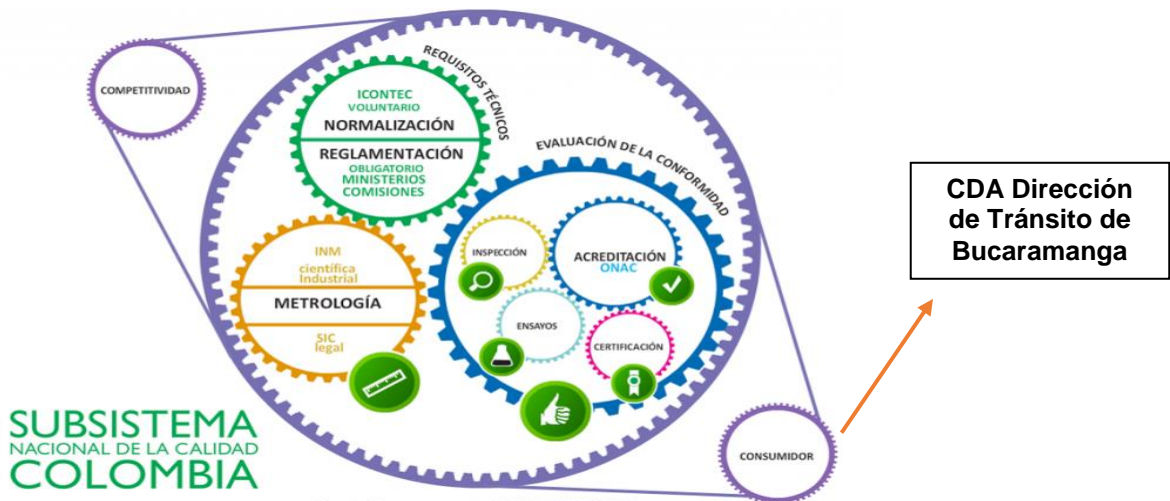 COMPETITIVIDAD
REQUISITOS TÉCNICOS
ICONTEC
VOLUNTARIO
NORMALIZACIÓN
REGLAMENTACIÓN
OBLIGATORIO
MINISTERIOS
COMISIONES
EVALUACIÓN DE LA CONFORMIDAD
INSPECCIÓN
ACREDITACIÓN
ONAC
ENSAYOS
CERTIFICACIÓN
INM
científica
Industrial
METROLOGÍA
SIC
legal
CDA Dirección
de Tránsito de
Bucaramanga
SUBSISTEMA
NACIONAL DE LA CALIDAD
COLOMBIA
CONSUMIDOR